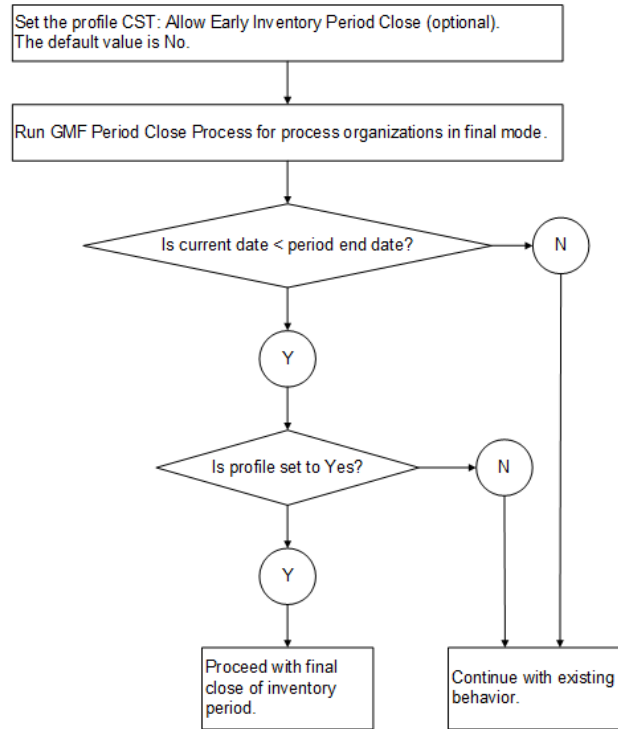 Set the profile CST: Allow Early Inventory Period Close (optional).
The default value is No.
Run GMF Period Close Process for process organizations in final mode.
Is current date < period end date?
N
Y
Is profile set to Yes?
N
Y
Proceed with final
close of inventory
period.
Continue with existing
behavior.